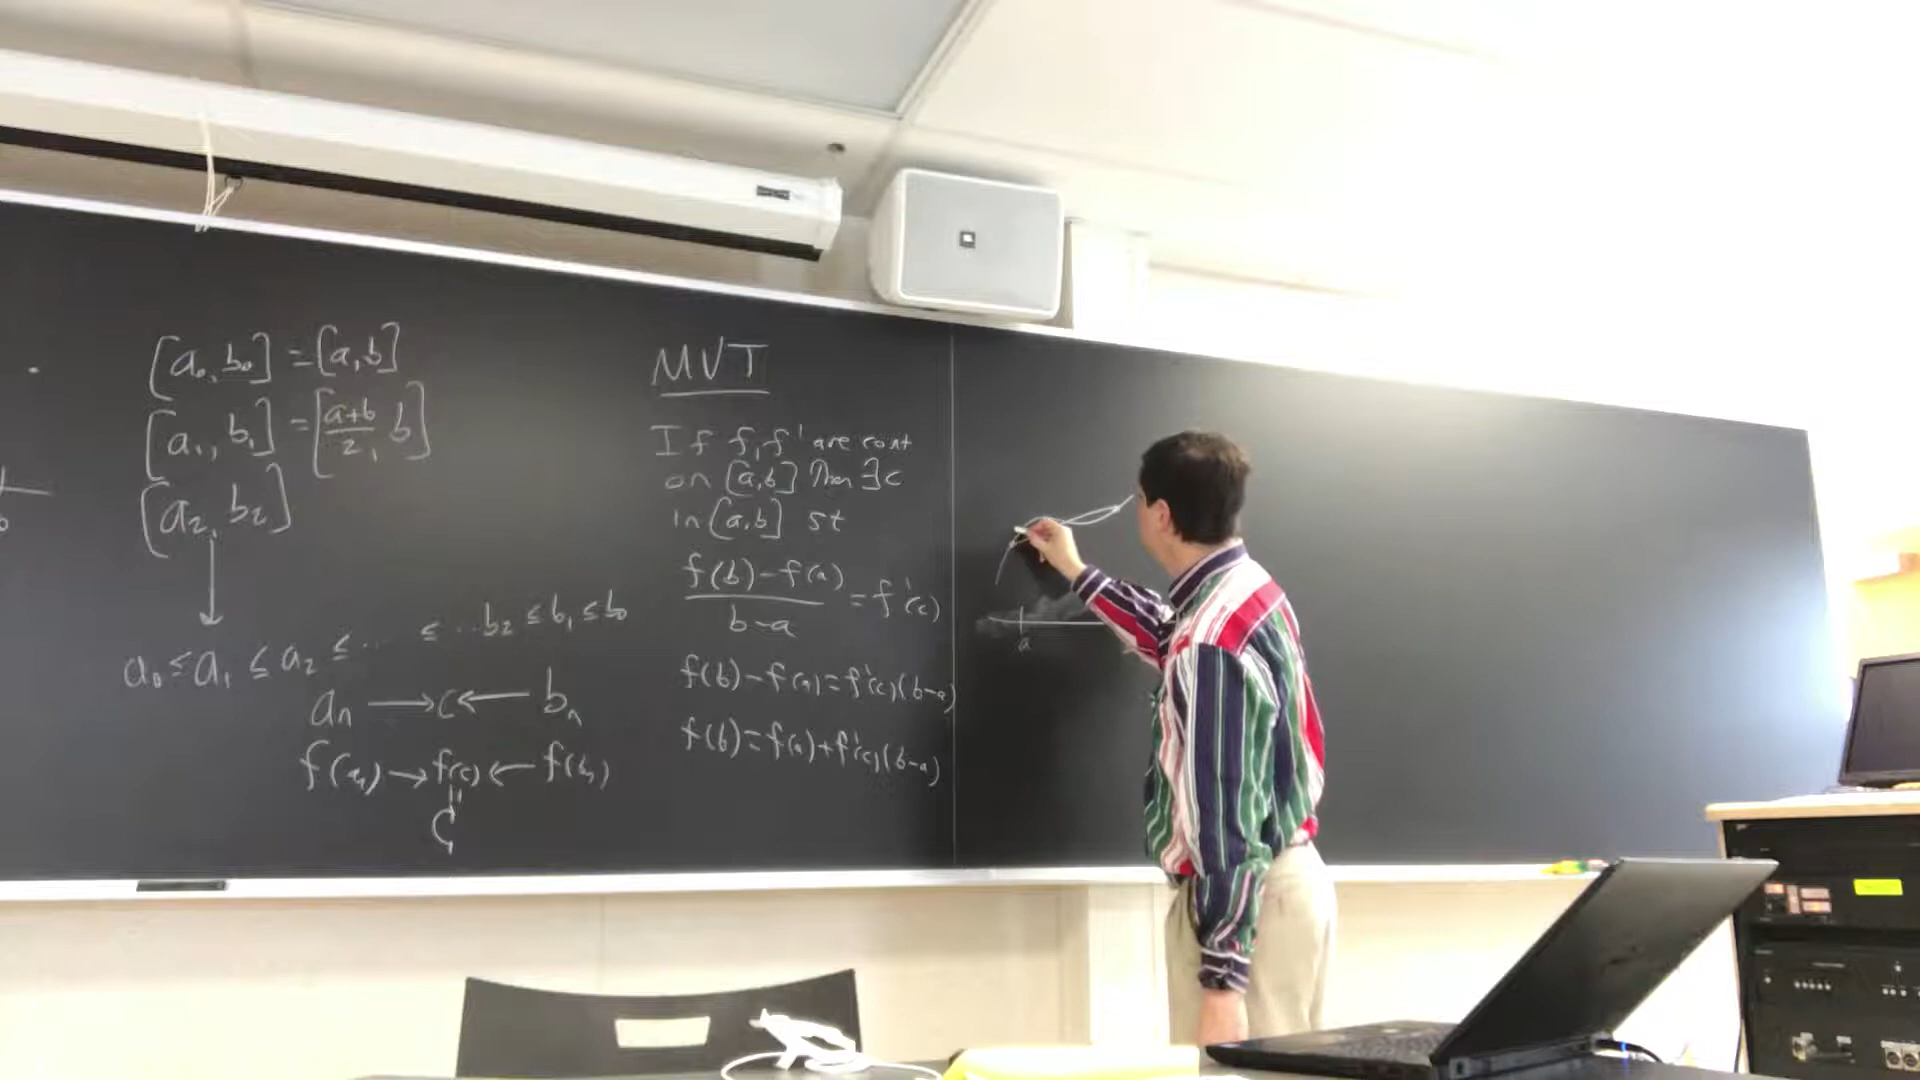 [a₀, b₀] = [a, b]
[a₁, b₁] = [a+b/2, b]
[a₂, b₂]
a₀ ≤ a₁ ≤ a₂ ≤ ... ≤ ...b₂ ≤ b₁ ≤ b₀
aₙ → c ← bₙ
f(aₙ) → f(c) ← f(bₙ)
=
C
MVT
If f, f' are cont
on [a,b] Then ∃c
in [a,b] st
f(b)-f(a)/b-a = f'(c)
f(b)-f(a)=f'(c)(b-a)
f(b)=f(a)+f'(c)(b-a)
a